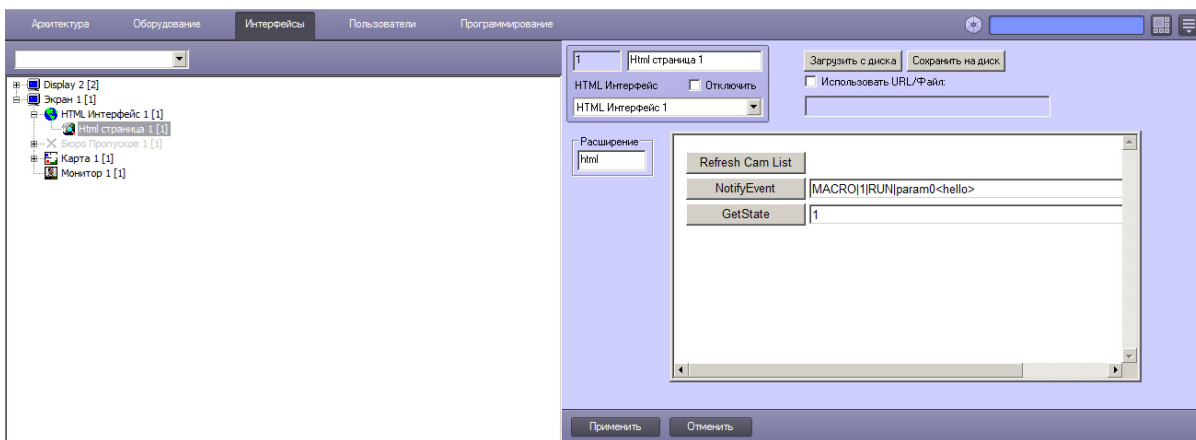 Архитектура Оборудование Интерфейсы Пользователи Программирование
Display 2 [2]
Экран 1 [1]
HTML Интерфейс 1 [1]
Html страница 1 [1]
Бюро Пропусков 1 [1]
Карта 1 [1]
Монитор 1 [1]
1 Html страница 1
Загрузить с диска Сохранить на диск
HTML Интерфейс Отключить
Использовать URL/Файл:
HTML Интерфейс 1
Расширение
html
Refresh Cam List
NotifyEvent MACRO|1|RUN|param0<hello>
GetState 1
Применить Отменить